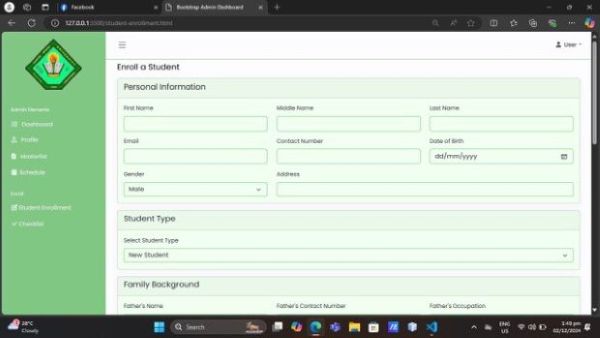 Facebook
Bootstrap Admin Dashboard
127.0.0.1:5500/student-enrollment.html
User
Enroll a Student
Personal Information
First Name Middle Name Last Name
Email Contact Number Date of Birth
dd/mm/yyyy
Gender Address
Male
Student Type
Select Student Type
New Student
Family Background
Father's Name Father's Contact Number Father's Occupation
Admin Elements
Dashboard
Profile
Masterlist
Schedule
Enroll
Student Enrollment
Checklist
28°C
Cloudy
Search
ENG
US
1:49 pm
02/12/2024